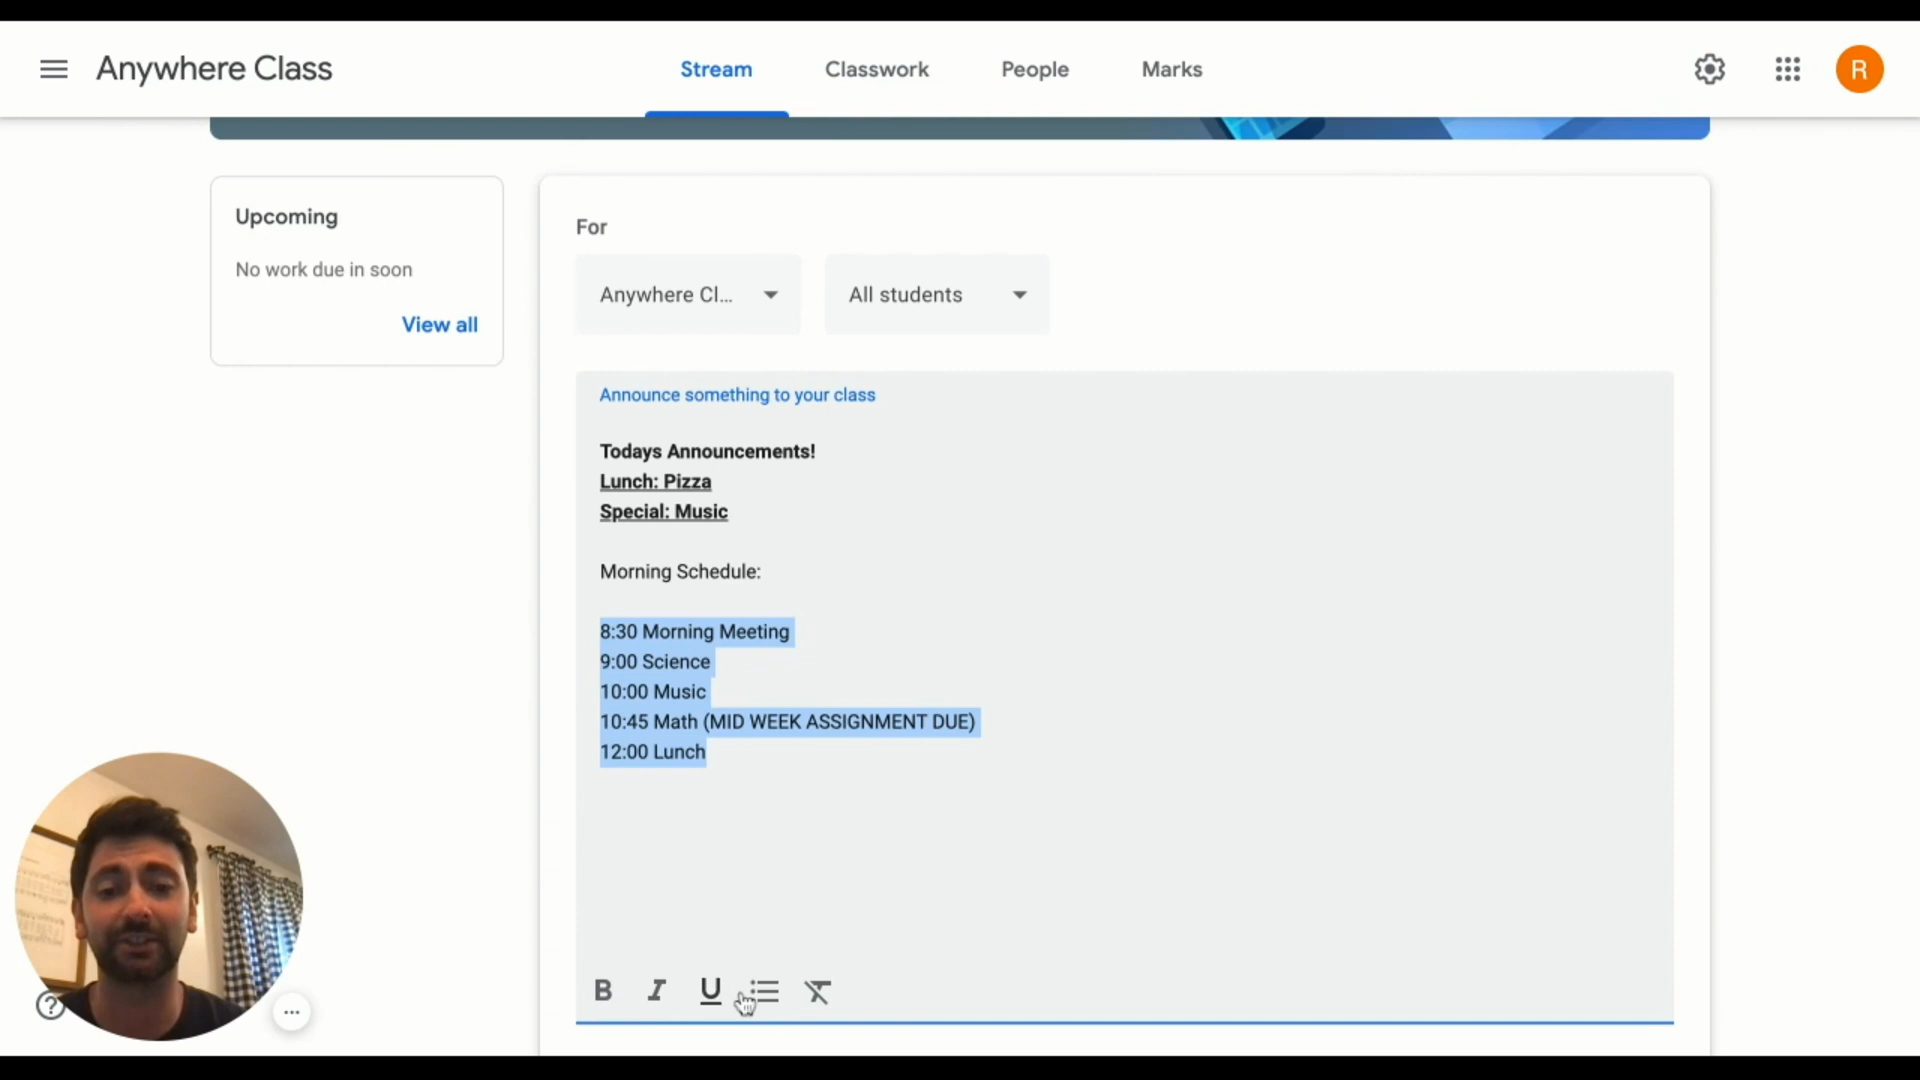 Anywhere Class
Stream
Classwork
People
Marks
R
Upcoming
No work due in soon
View all
For
Anywhere Cl...
All students
Announce something to your class
Todays Announcements!
Lunch: Pizza
Special: Music
Morning Schedule:
8:30 Morning Meeting
9:00 Science
10:00 Music
10:45 Math (MID WEEK ASSIGNMENT DUE)
12:00 Lunch
B I U